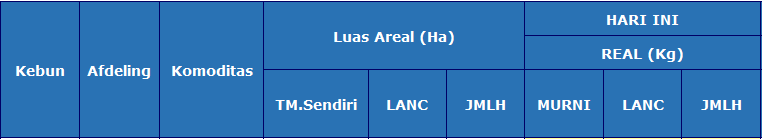 HARI INI
Luas Areal (Ha)
REAL (Kg)
Kebun Afdeling Komoditas
TM.Sendiri LANC JMLH MURNI LANC JMLH